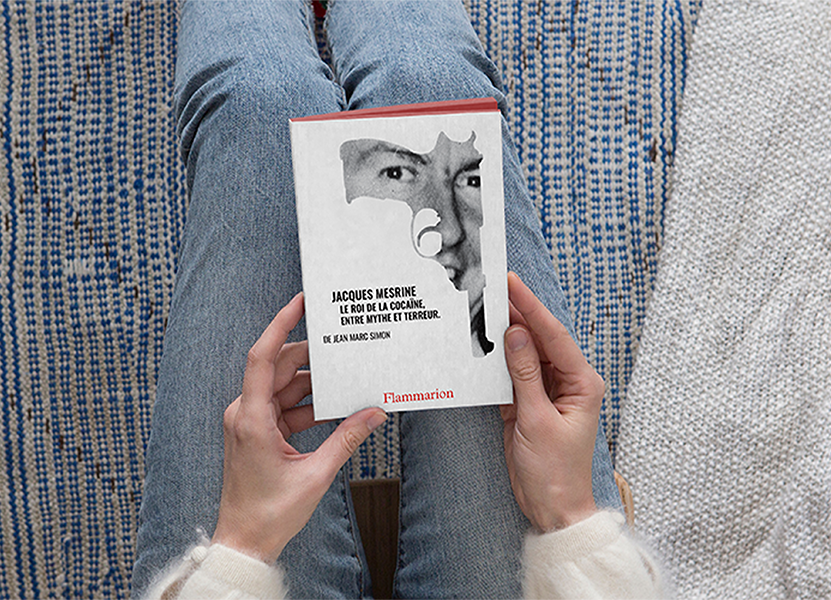 JACQUES MESRINE
LE ROI DE LA COCAÏNE,
ENTRE MYTHE ET TERREUR.
DE JEAN MARC SIMON
Flammarion